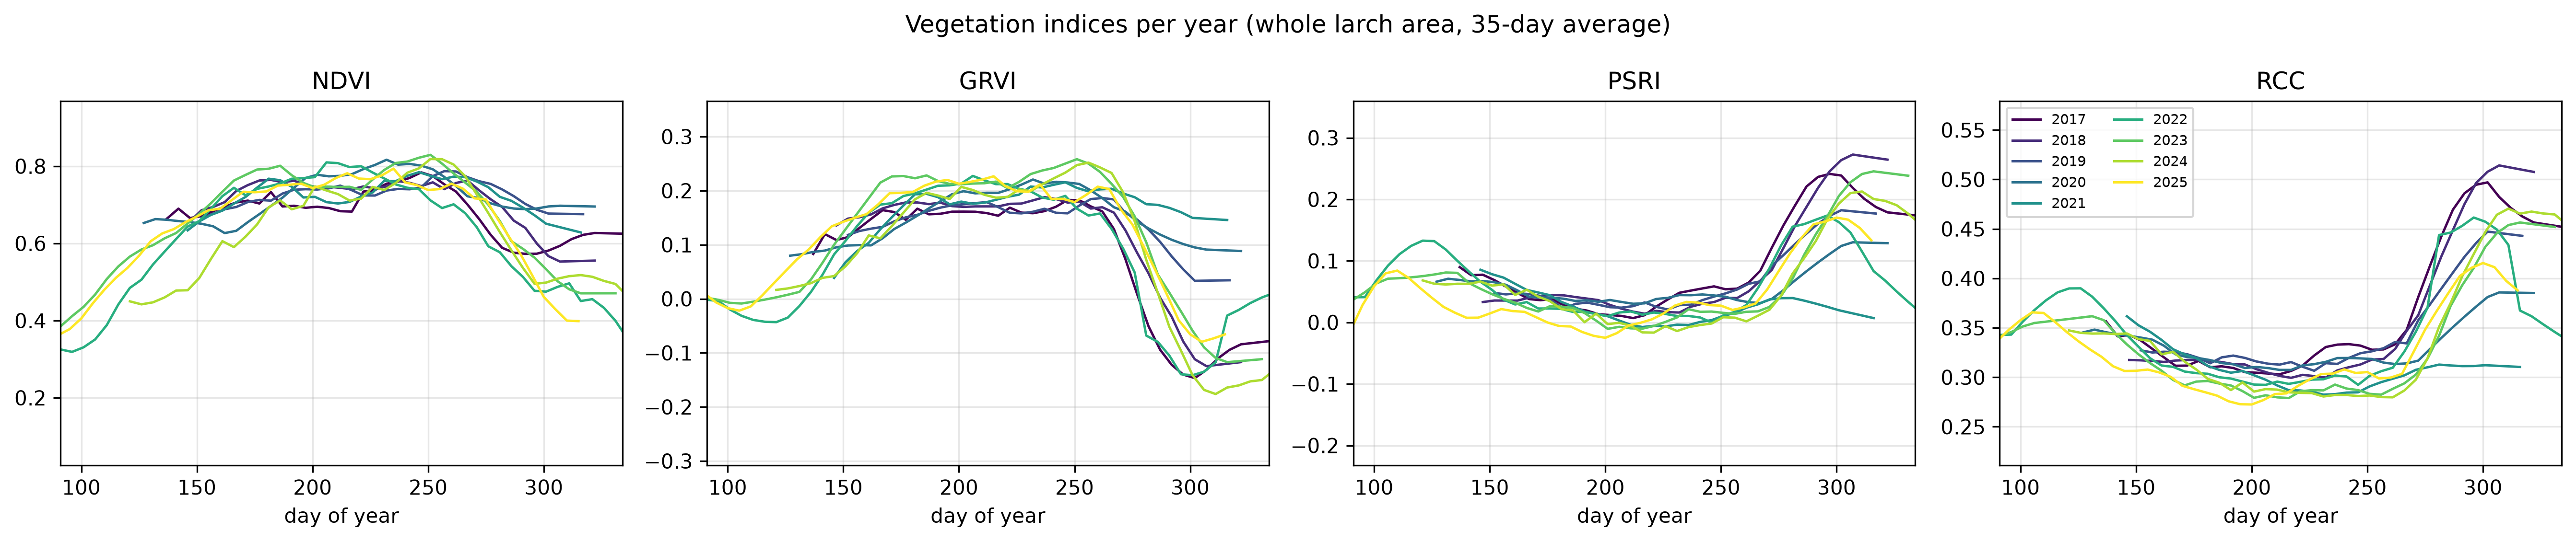 Vegetation indices per year (whole larch area, 35-day average)
NDVI
0.8
0.6
0.4
0.2
100 150 200 250 300
day of year
GRVI
0.3
0.2
0.1
0.0
−0.1
−0.2
−0.3
100 150 200 250 300
day of year
PSRI
0.3
0.2
0.1
0.0
−0.1
−0.2
100 150 200 250 300
day of year
RCC
0.55
0.50
0.45
0.40
0.35
0.30
0.25
2017 2022
2018 2023
2019 2024
2020 2025
2021
100 150 200 250 300
day of year